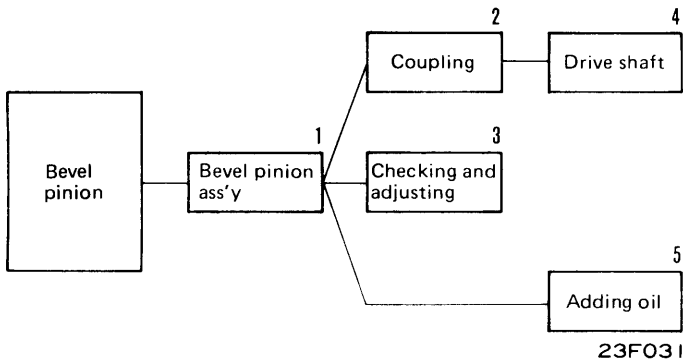 2
4
Coupling
Drive shaft
1
3
Bevel
pinion
Bevel pinion
ass'y
Checking and
adjusting
5
Adding oil
23F031